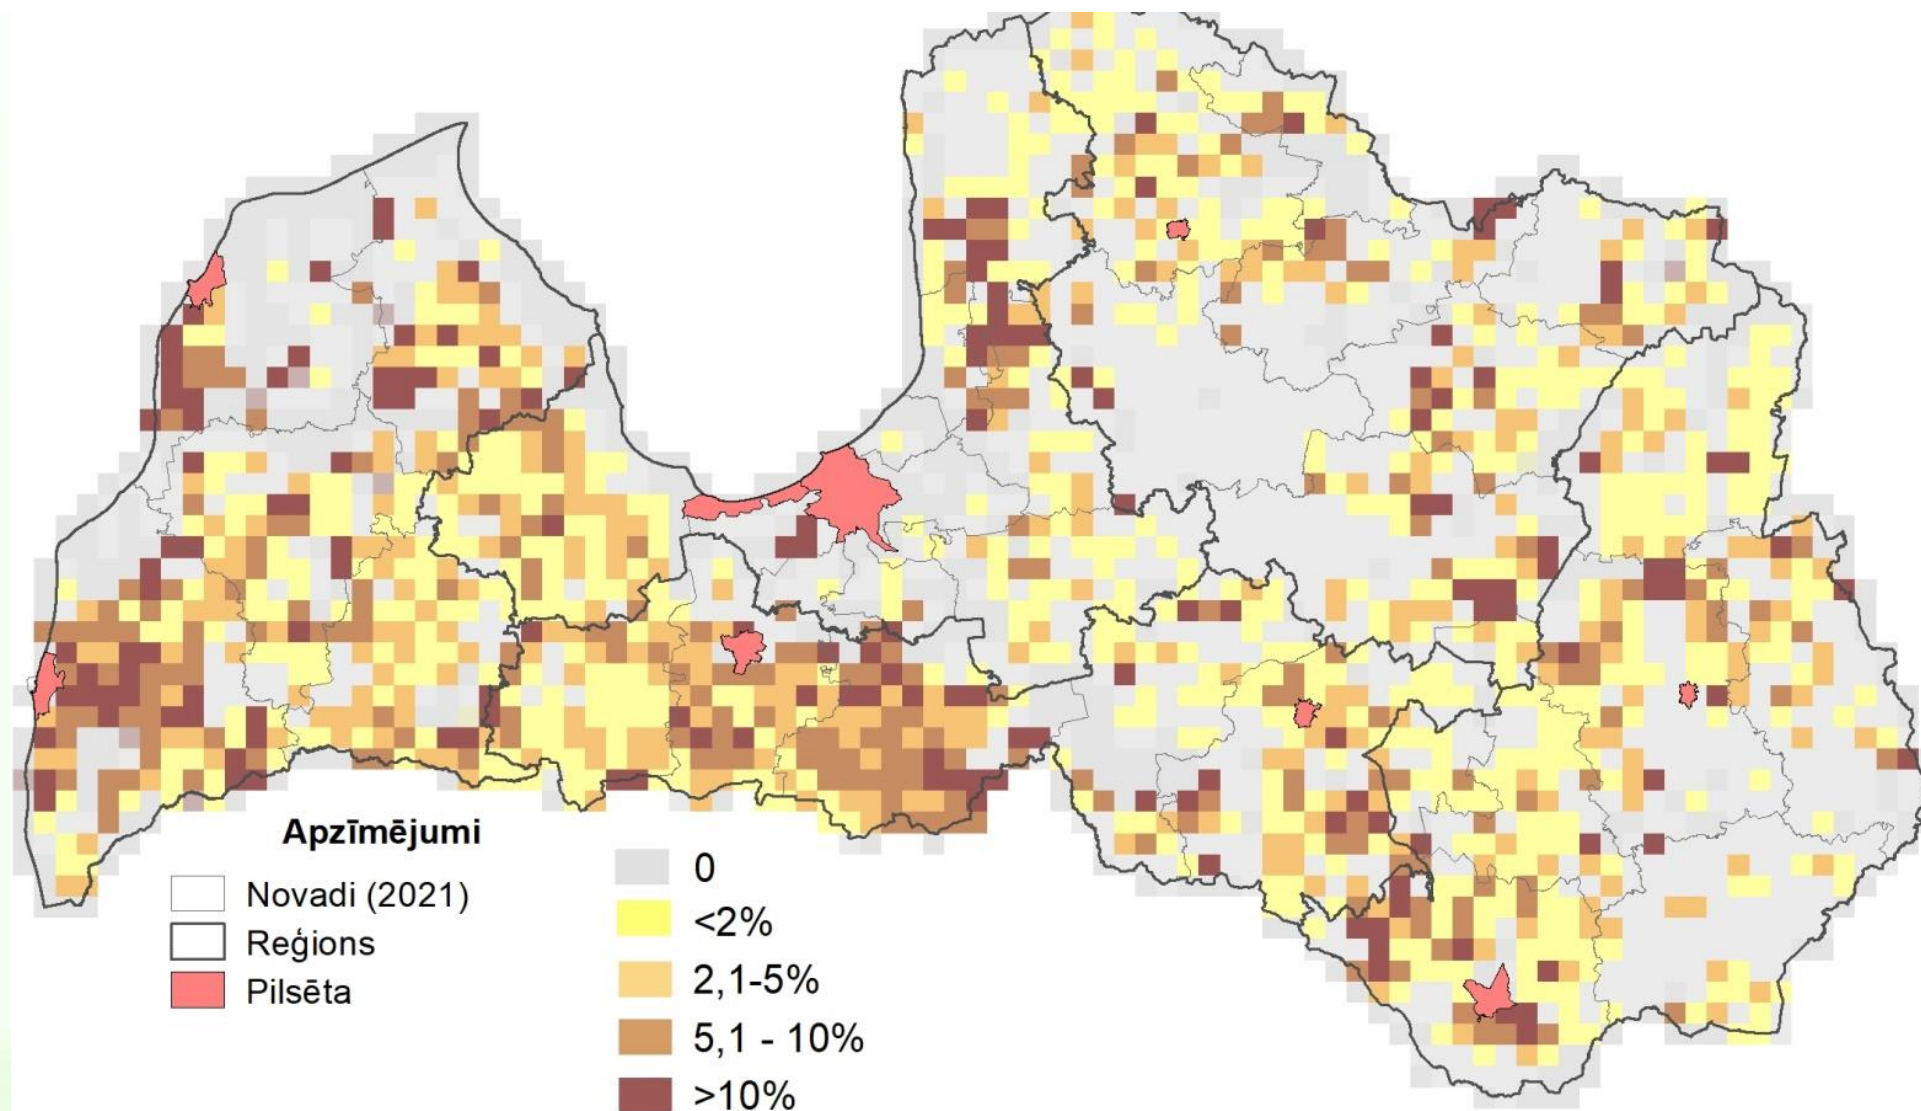 Apzīmējumi
Novadi (2021)
Reģions
Pilsēta
0
<2%
2,1-5%
5,1 - 10%
>10%